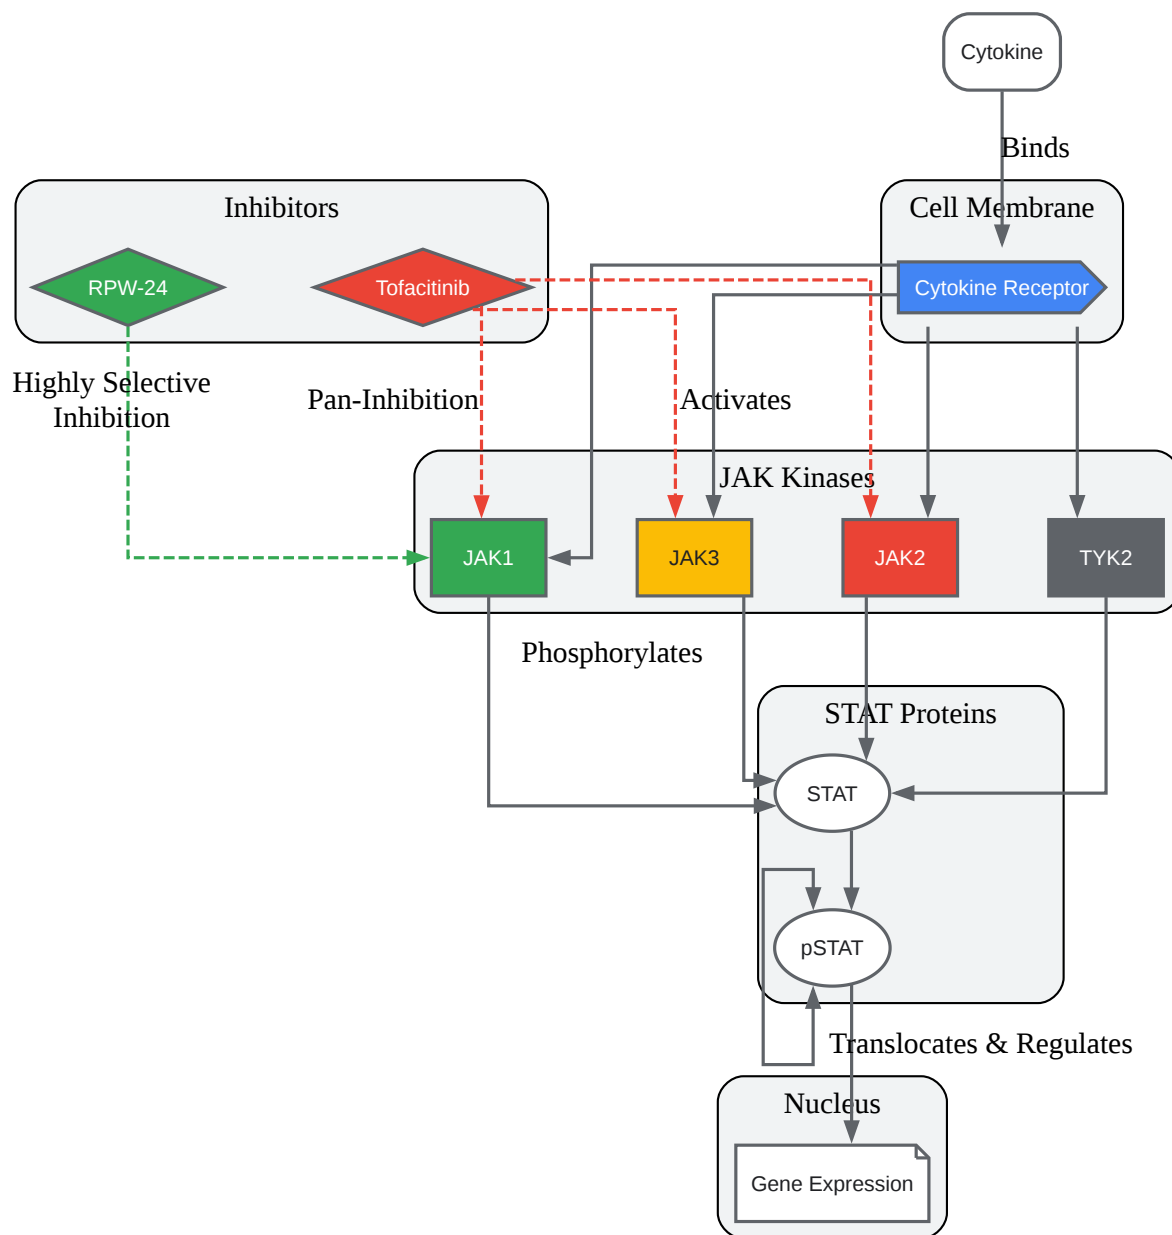 Cytokine
Binds
Inhibitors
Cell Membrane
RPW-24
Tofacitinib
Cytokine Receptor
Highly Selective
Inhibition
Pan-Inhibition
Activates
JAK Kinases
JAK1
JAK3
JAK2
TYK2
Phosphorylates
STAT Proteins
STAT
pSTAT
Translocates & Regulates
Nucleus
Gene Expression